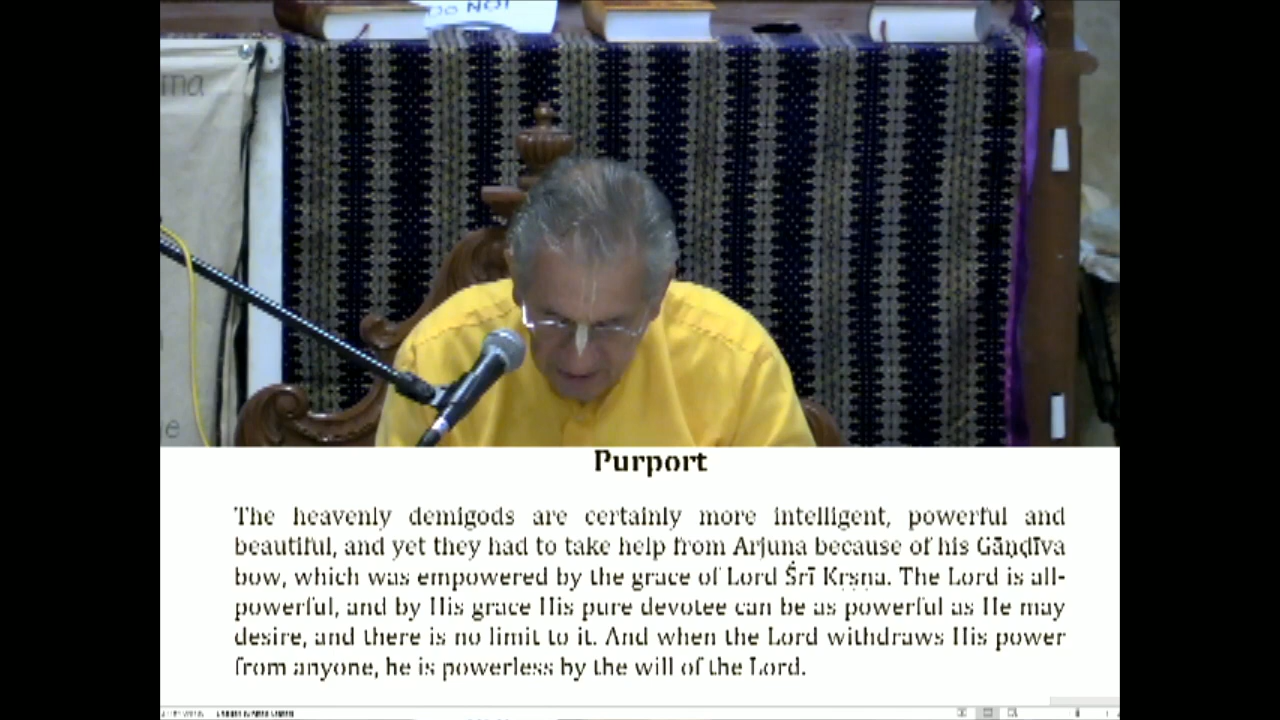 DO NOT
ma
e
Purport
The heavenly demigods are certainly more intelligent, powerful and
beautiful, and yet they had to take help from Arjuna because of his Gāṇḍīva
bow, which was empowered by the grace of Lord Śrī Kṛṣṇa. The Lord is all-
powerful, and by His grace His pure devotee can be as powerful as He may
desire, and there is no limit to it. And when the Lord withdraws His power
from anyone, he is powerless by the will of the Lord.